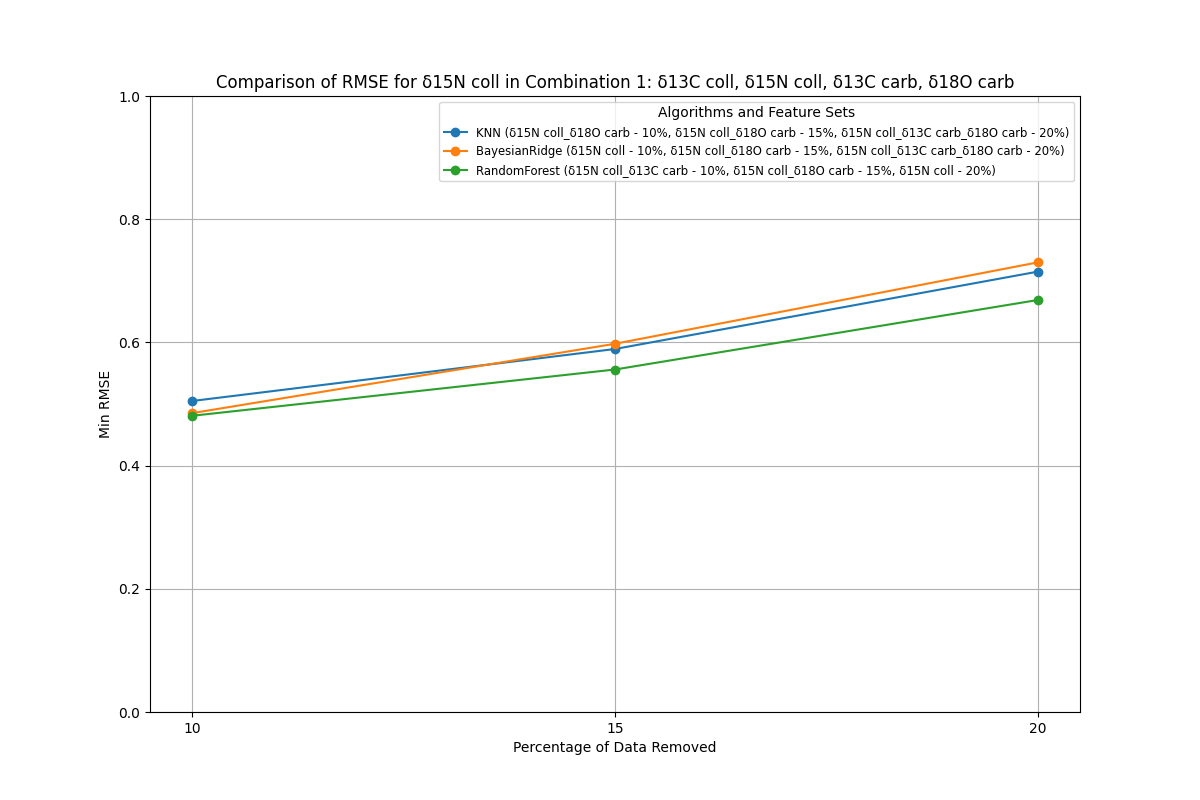 Comparison of RMSE for δ15N coll in Combination 1: δ13C coll, δ15N coll, δ13C carb, δ18O carb
Algorithms and Feature Sets
KNN (δ15N coll_δ18O carb - 10%, δ15N coll_δ18O carb - 15%, δ15N coll_δ13C carb_δ18O carb - 20%)
BayesianRidge (δ15N coll - 10%, δ15N coll_δ18O carb - 15%, δ15N coll_δ13C carb_δ18O carb - 20%)
RandomForest (δ15N coll_δ13C carb - 10%, δ15N coll_δ18O carb - 15%, δ15N coll - 20%)
1.0
0.8
0.6
0.4
0.2
0.0
Min RMSE
10
15
20
Percentage of Data Removed